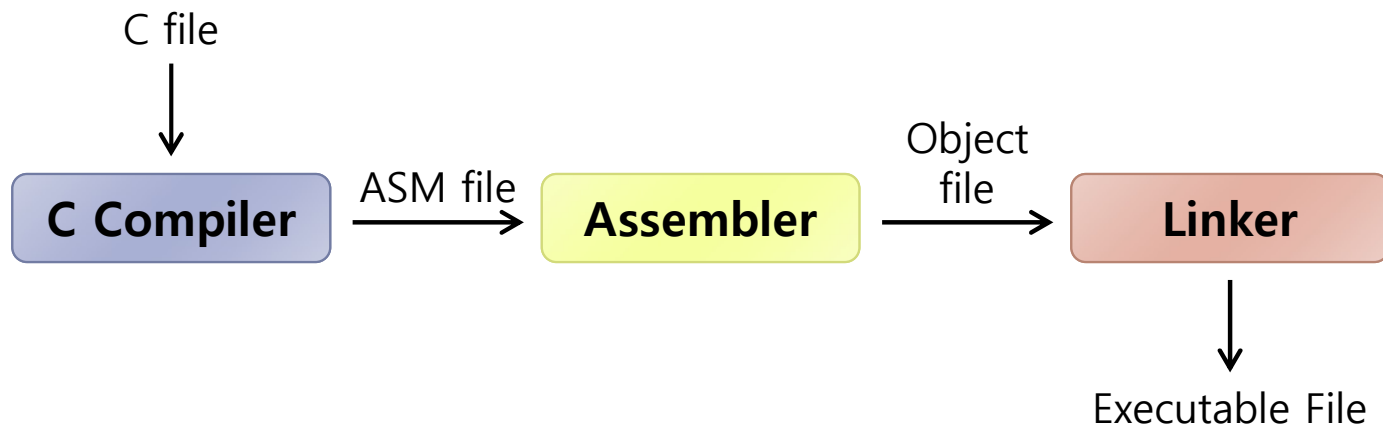 C file
C Compiler
ASM file
Assembler
Object
file
Linker
Executable File